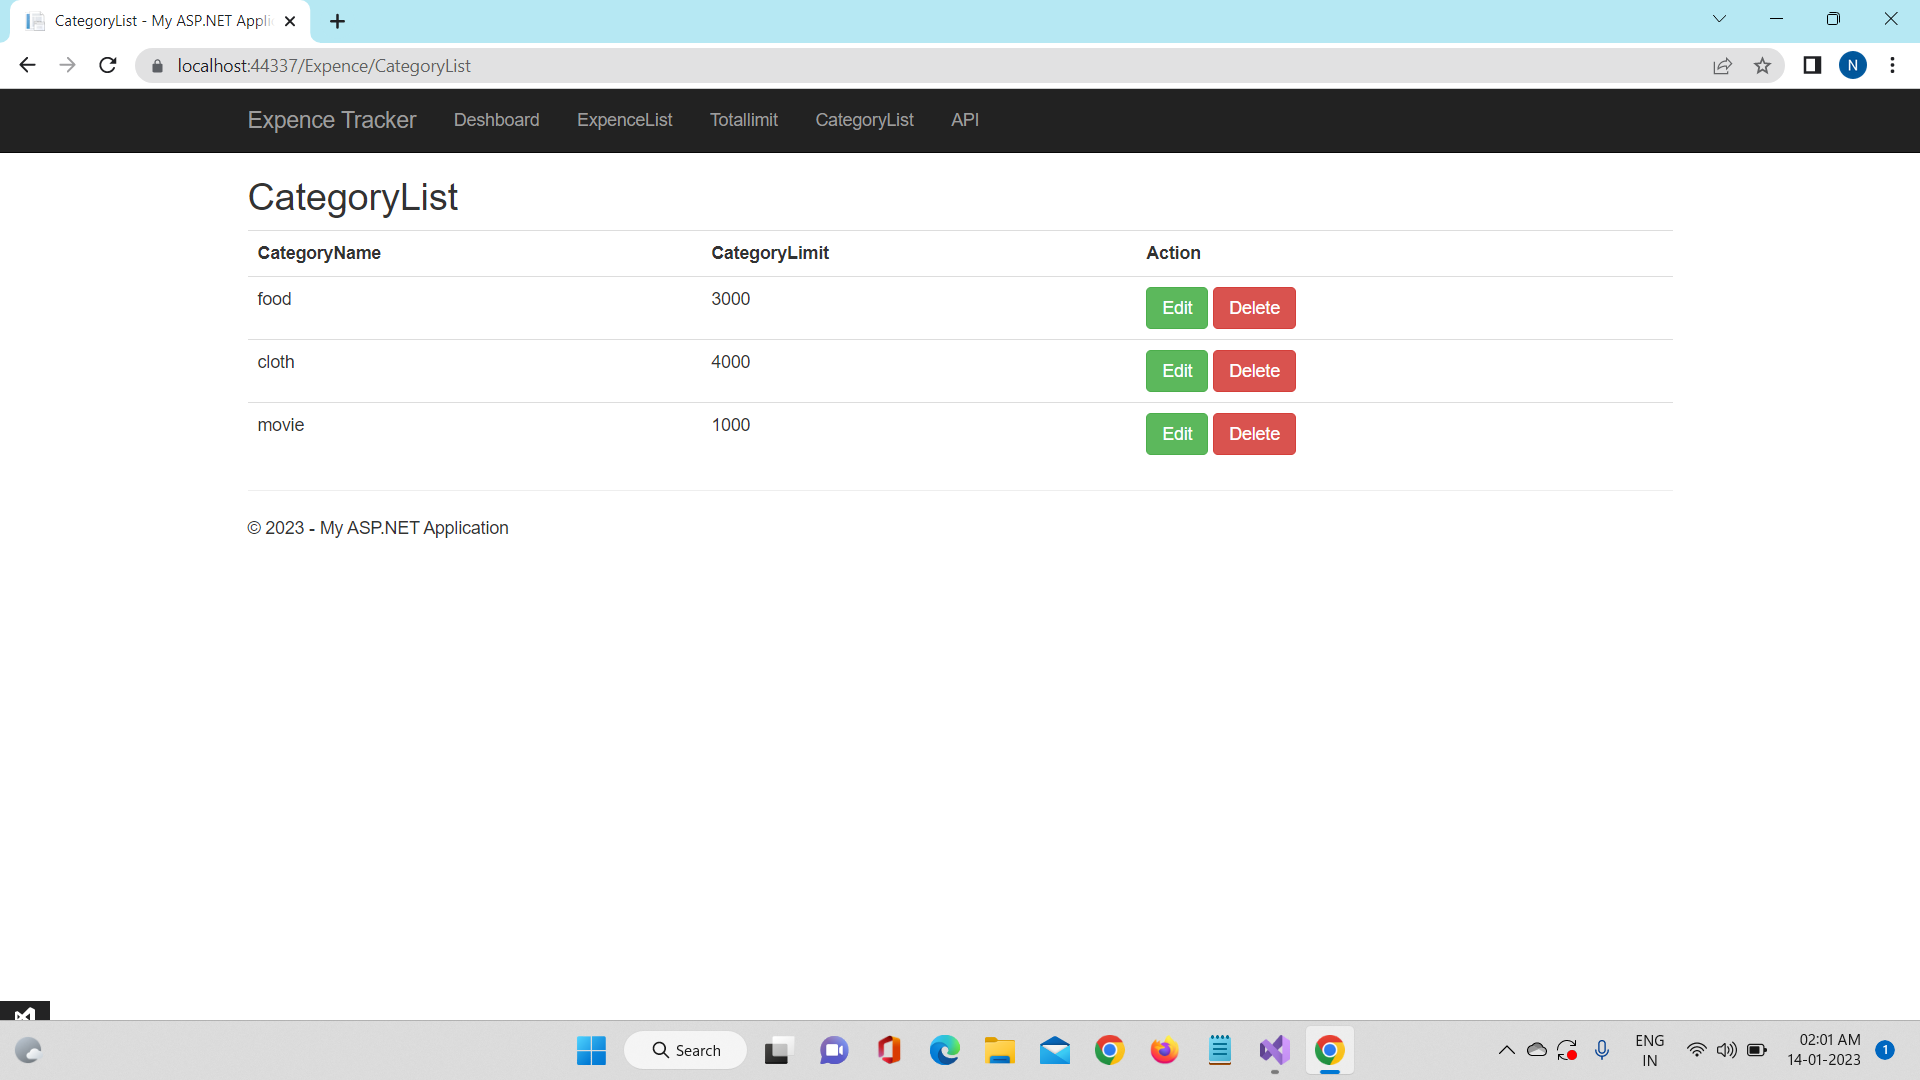 CategoryList - My ASP.NET Appli
localhost:44337/Expence/CategoryList
N
Expence Tracker Deshboard ExpenceList Totallimit CategoryList API
CategoryList
CategoryName CategoryLimit Action
food 3000 Edit Delete
cloth 4000 Edit Delete
movie 1000 Edit Delete
© 2023 - My ASP.NET Application
Search
ENG
IN
02:01 AM
14-01-2023
1